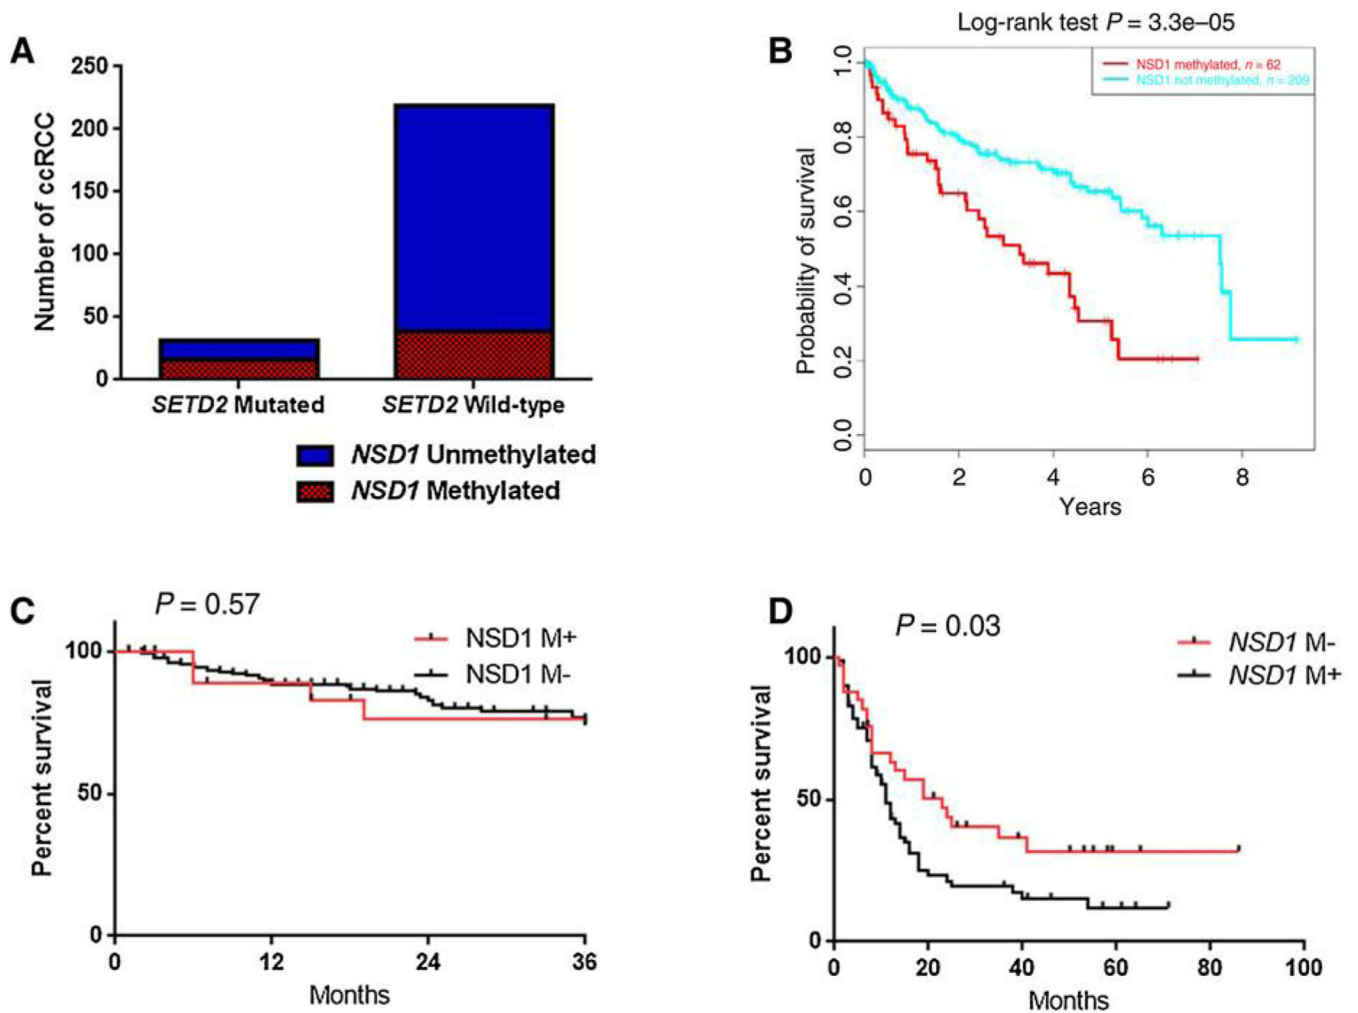 A
250
200
150
100
50
0
Number of ccRCC
SETD2 Mutated
SETD2 Wild-type
NSD1 Unmethylated
NSD1 Methylated
B
Log-rank test P = 3.3e–05
NSD1 methylated, n = 62
NSD1 not methylated, n = 209
1.0
0.8
0.6
0.4
0.2
0.0
Probability of survival
0 2 4 6 8
Years
C
P = 0.57
NSD1 M+
NSD1 M-
100
50
0
Percent survival
0 12 24 36
Months
D
P = 0.03
NSD1 M-
NSD1 M+
100
50
0
Percent survival
0 20 40 60 80 100
Months